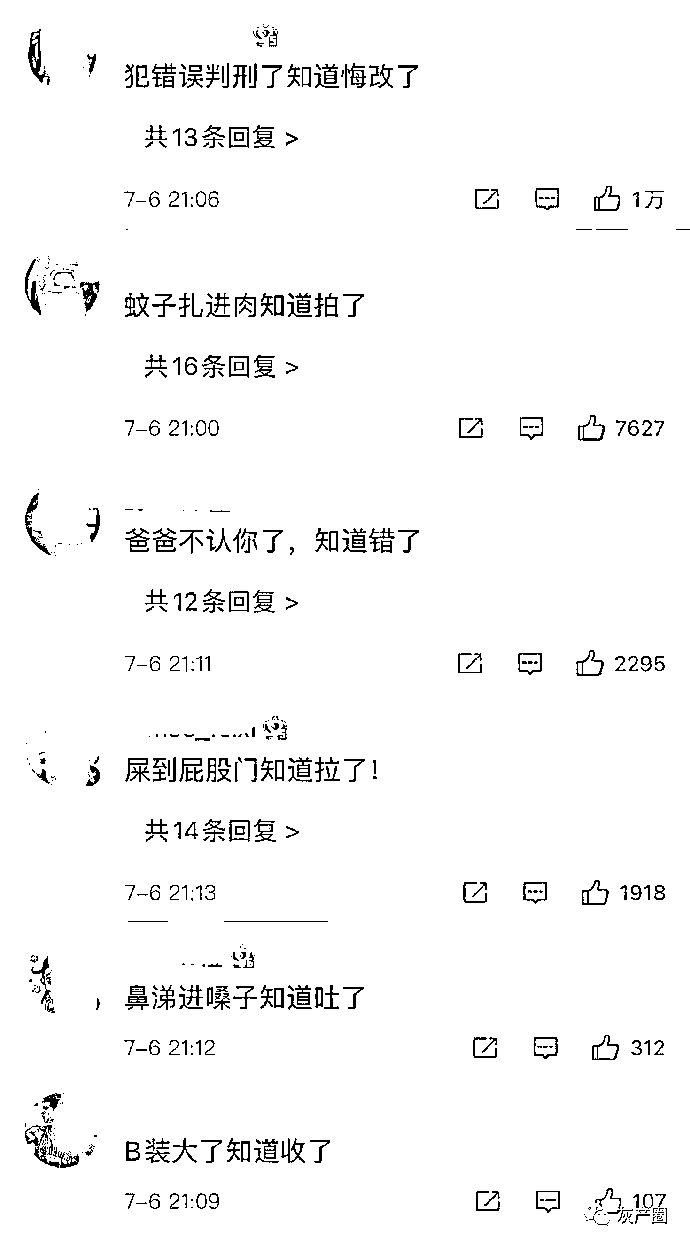 犯错误判刑了知道悔改了
共13条回复 >
7-6 21:06 1万
蚊子扎进肉知道拍了
共16条回复 >
7-6 21:00 7627
爸爸不认你了，知道错了
共12条回复 >
7-6 21:11 2295
屎到屁股门知道拉了！
共14条回复 >
7-6 21:13 1918
鼻涕进嗓子知道吐了
7-6 21:12 312
B装大了知道收了
7-6 21:09 107
灰产圈